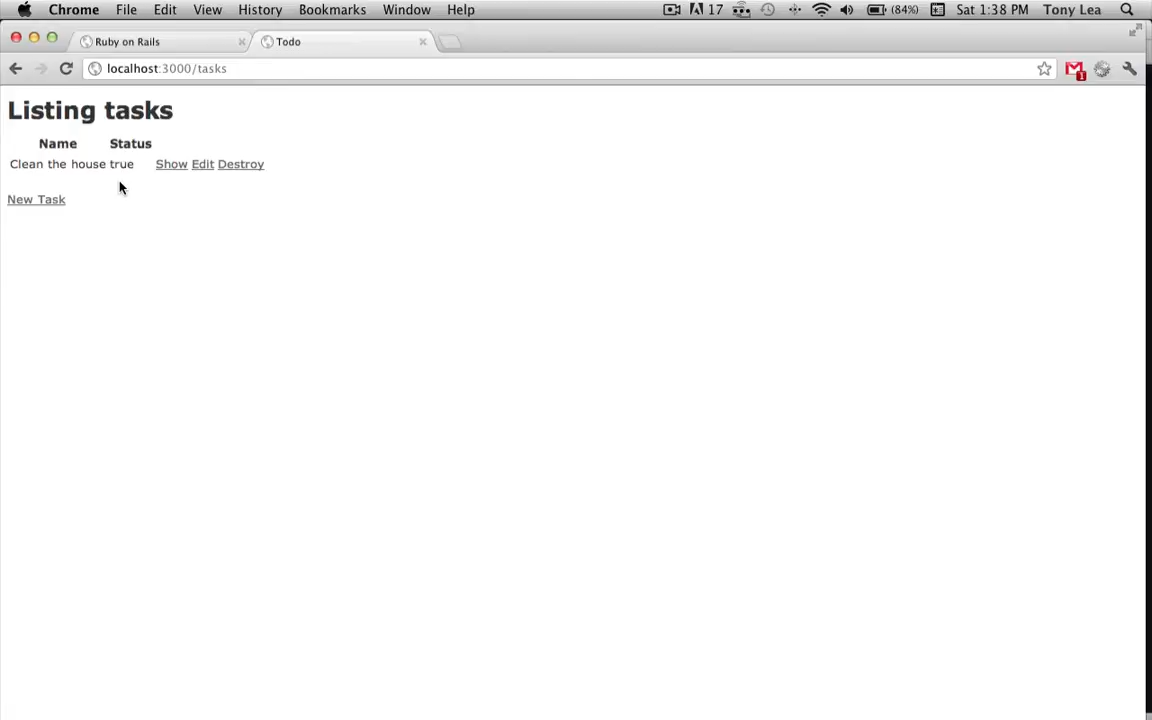 Chrome File Edit View History Bookmarks Window Help 17 (84%) Sat 1:38 PM Tony Lea
Ruby on Rails Todo
localhost:3000/tasks 1
Listing tasks
Name Status
Clean the house true Show Edit Destroy
New Task